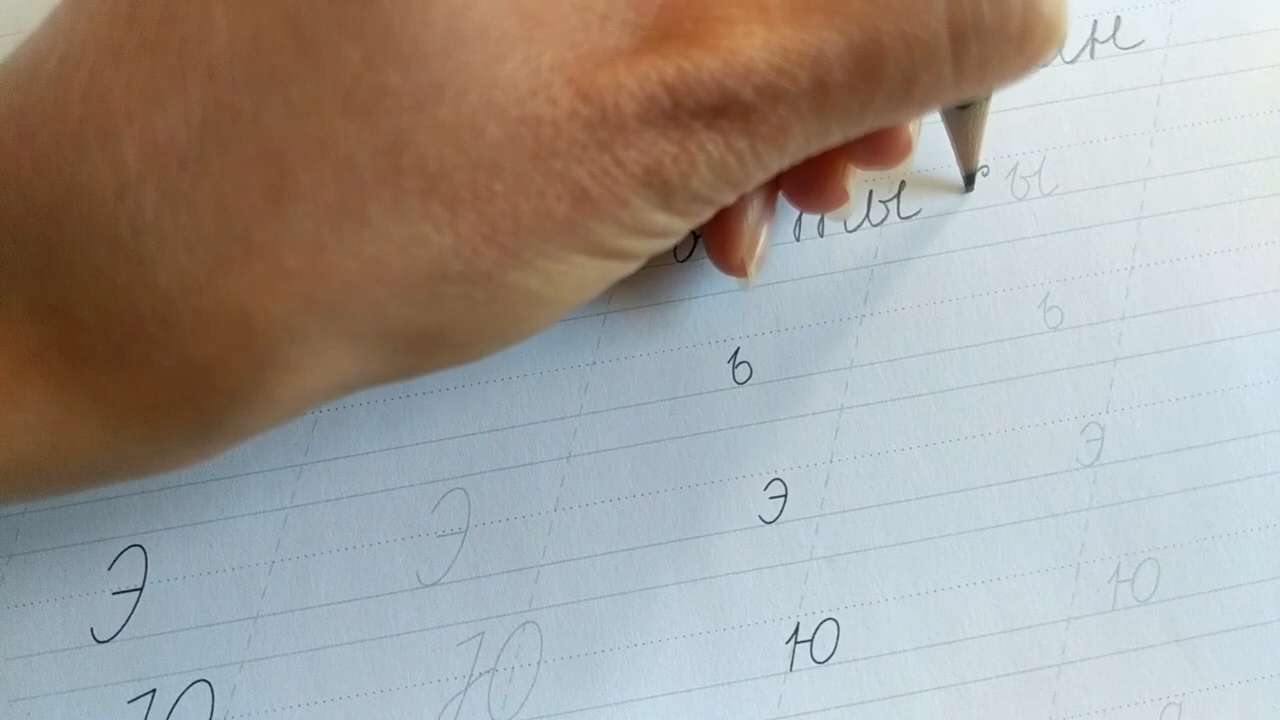 ы ы
ь ь
Э Э э э
Ю Ю ю ю